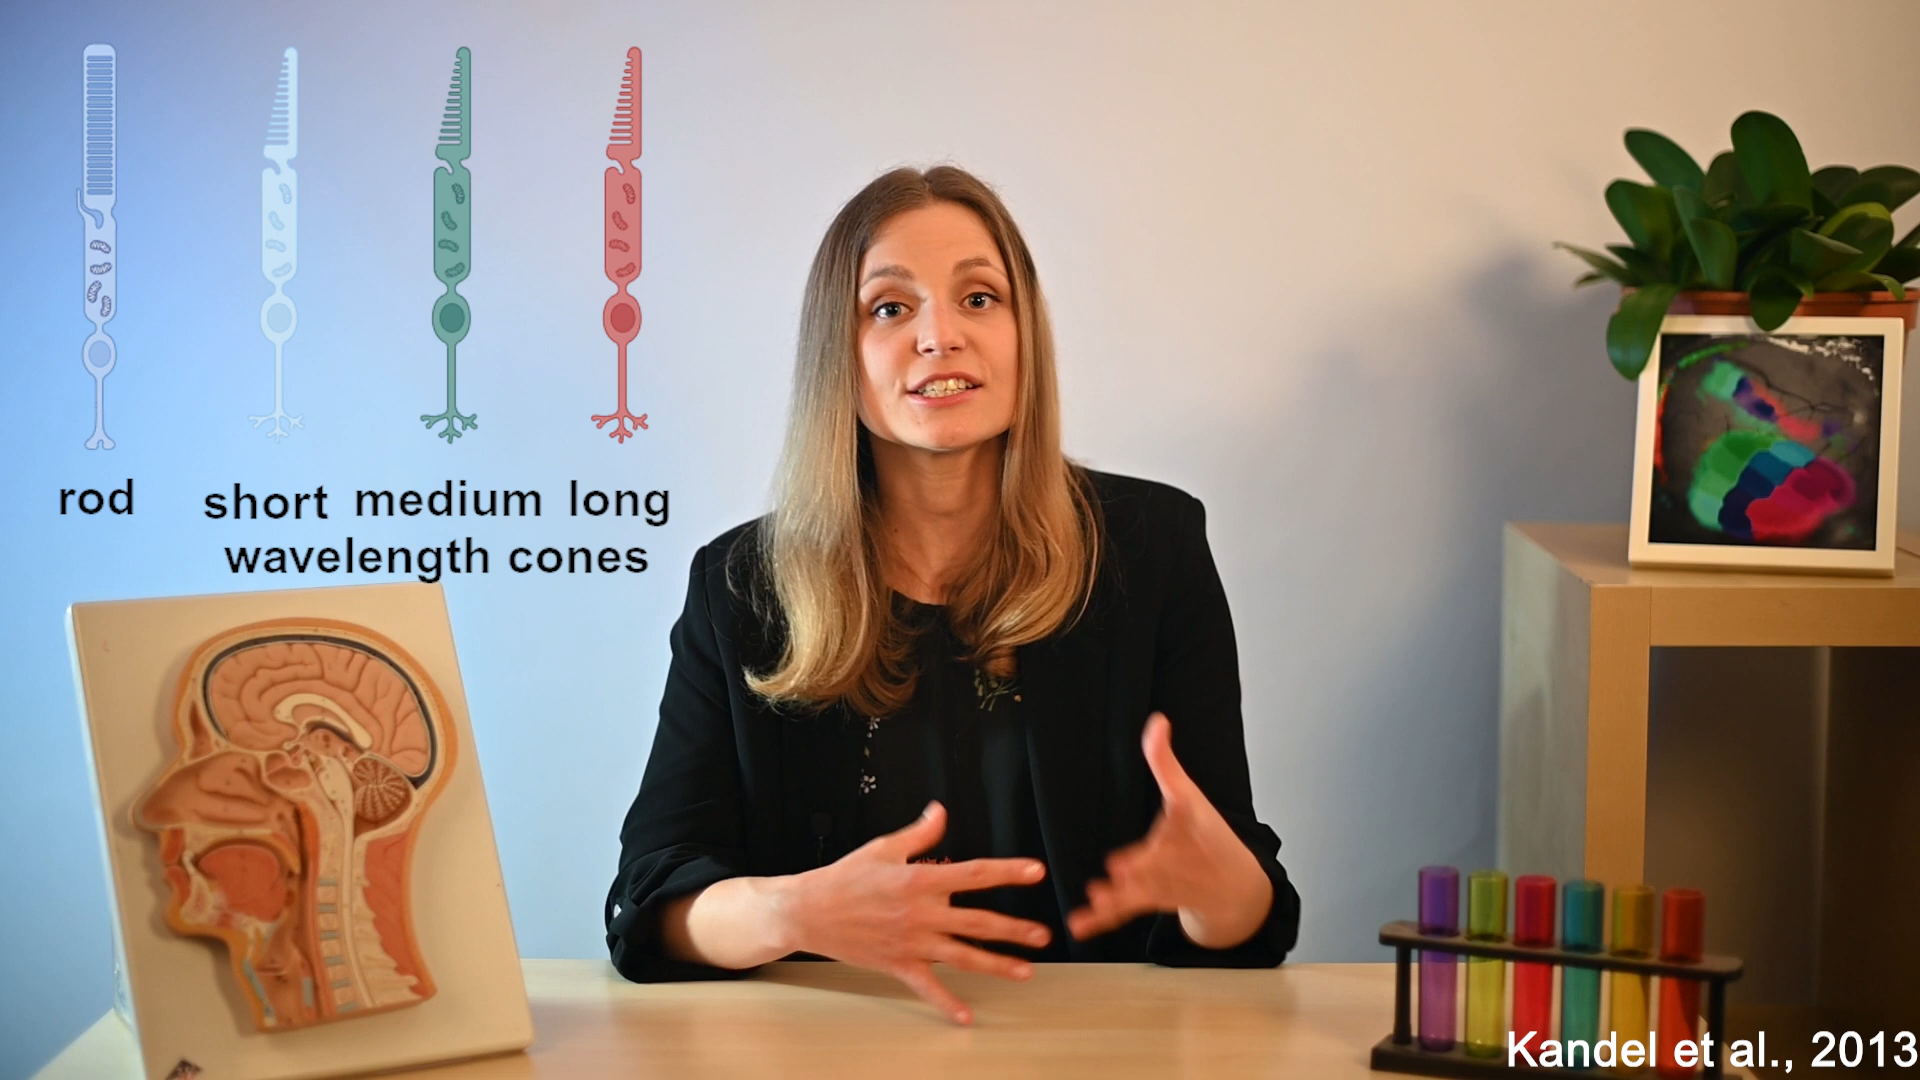 rod
short medium long
wavelength cones
Kandel et al., 2013